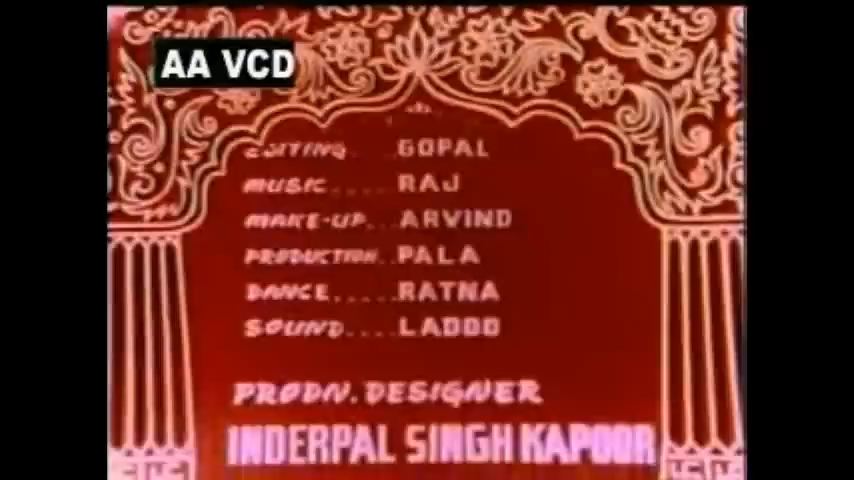 AA VCD
EDITING....GOPAL
MUSIC.....RAJ
MAKE-UP...ARVIND
PRODUCTION..PALA
DANCE.....RATNA
SOUND....LADDO
PRODN. DESIGNER
INDERPAL SINGH KAPOOR